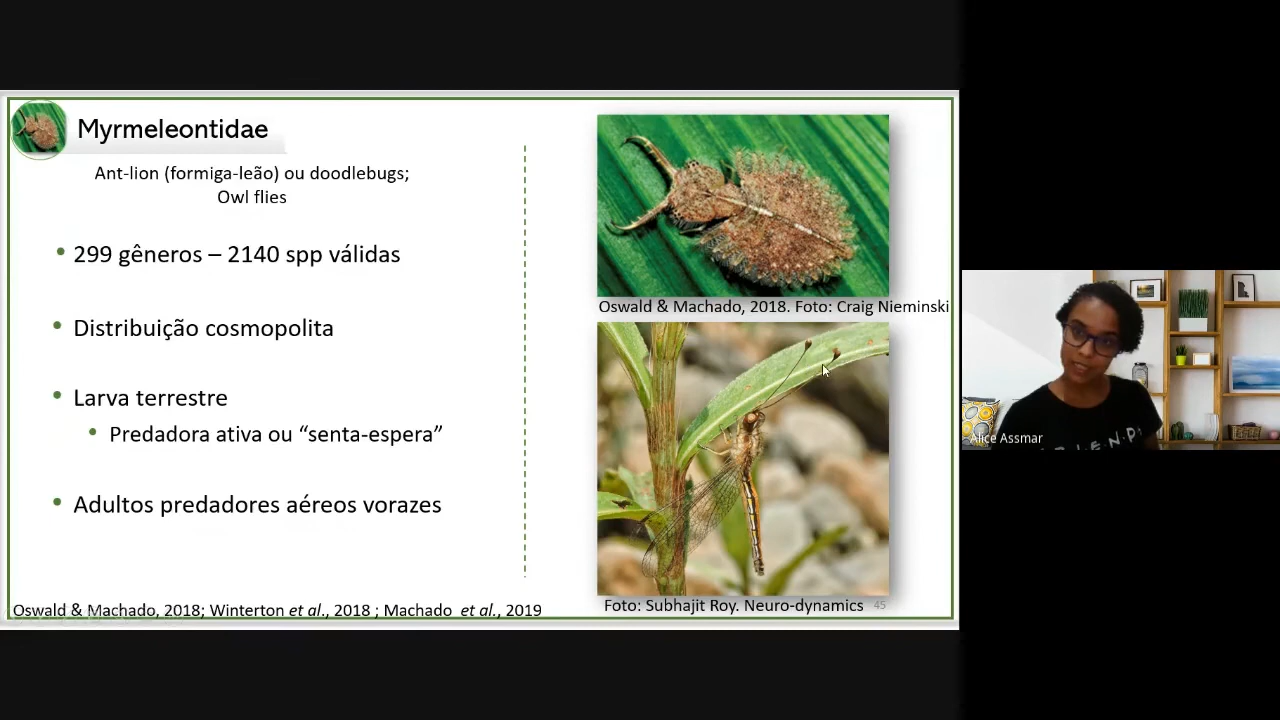 Myrmeleontidae
Ant-lion (formiga-leão) ou doodlebugs;
Owl flies
• 299 gêneros – 2140 spp válidas
• Distribuição cosmopolita
• Larva terrestre
• Predadora ativa ou “senta-espera”
• Adultos predadores aéreos vorazes
Oswald & Machado, 2018; Winterton et al., 2018 ; Machado et al., 2019
Oswald & Machado, 2018. Foto: Craig Nieminski
Foto: Subhajit Roy. Neuro-dynamics
45
Alice Assmar